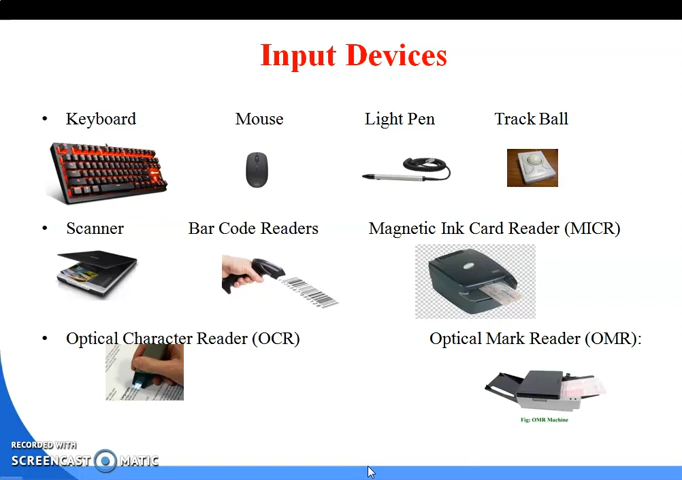 Input Devices
• Keyboard Mouse Light Pen Track Ball
• Scanner Bar Code Readers Magnetic Ink Card Reader (MICR)
• Optical Character Reader (OCR) Optical Mark Reader (OMR):
Fig: OMR Machine
RECORDED WITH
SCREENCAST MATIC